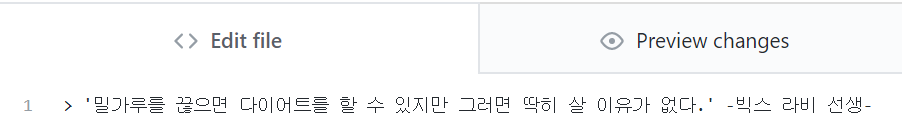 <> Edit file
Preview changes
1 > '밀가루를 끊으면 다이어트를 할 수 있지만 그러면 딱히 살 이유가 없다.' -빅스 라비 선생-